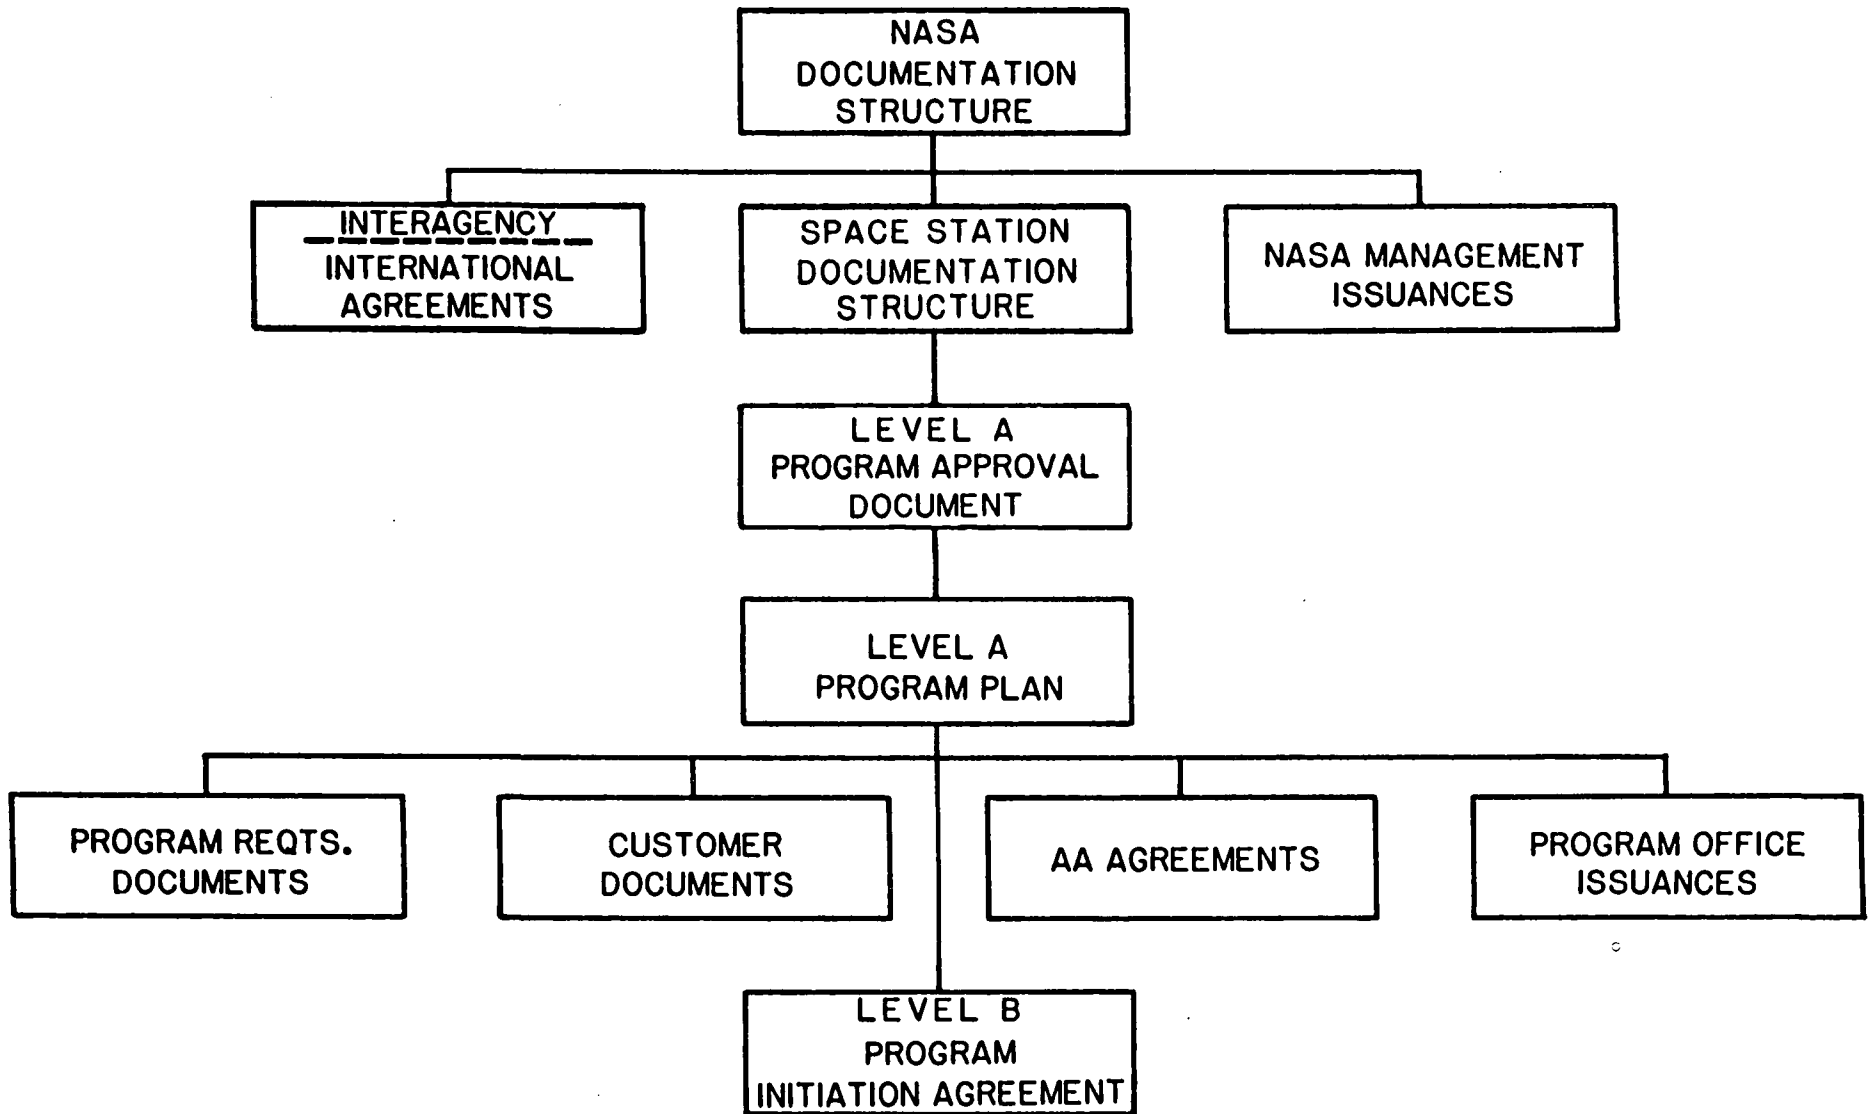 NASA
DOCUMENTATION
STRUCTURE
INTERAGENCY
INTERNATIONAL
AGREEMENTS
SPACE STATION
DOCUMENTATION
STRUCTURE
NASA MANAGEMENT
ISSUANCES
LEVEL A
PROGRAM APPROVAL
DOCUMENT
LEVEL A
PROGRAM PLAN
PROGRAM REQTS.
DOCUMENTS
CUSTOMER
DOCUMENTS
AA AGREEMENTS
PROGRAM OFFICE
ISSUANCES
LEVEL B
PROGRAM
INITIATION AGREEMENT